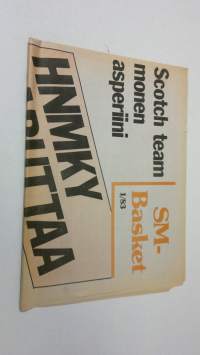 Scotch team
monen
asperiini
SM-
Basket
1/83
HNMKY